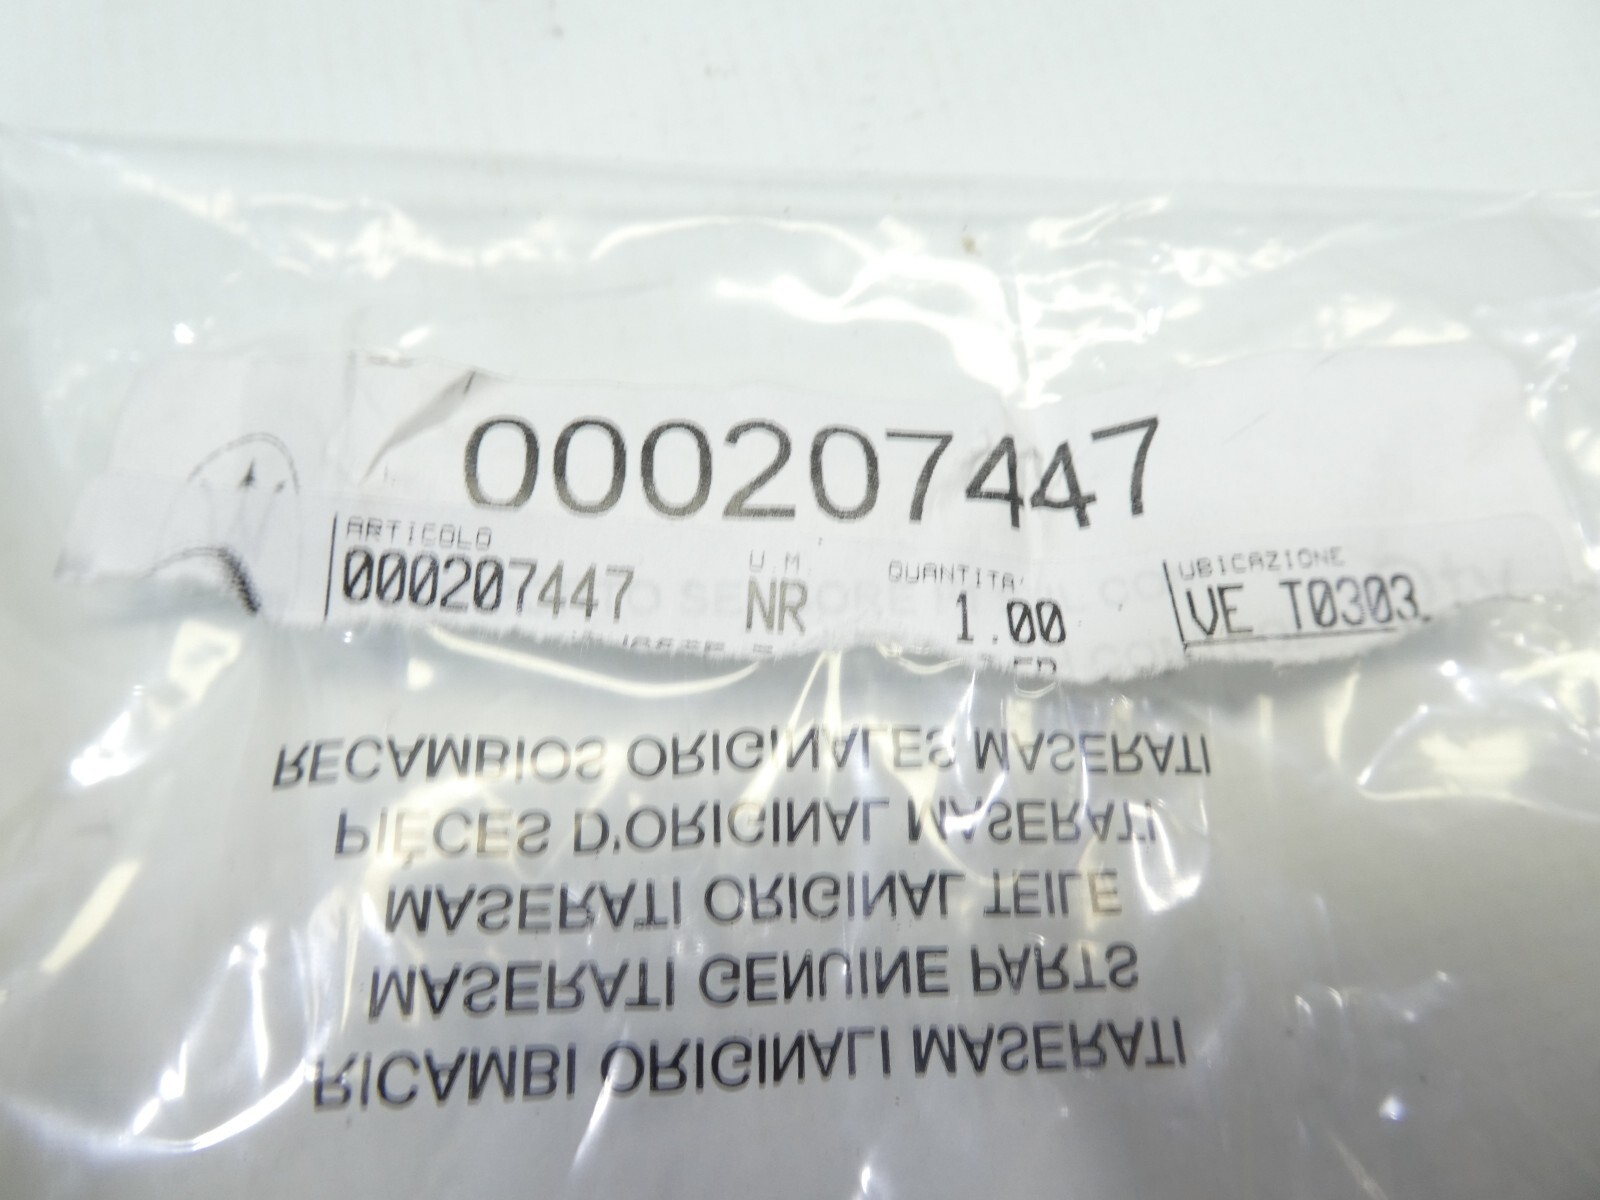 000207447
ARTICOLO U.M. QUANTITA' UBICAZIONE
000207447 NR 1.00 VE T0303
RECAMBIOS ORIGINALES MASERATI
PIÈCES D'ORIGINAL MASERATI
MASERATI ORIGINAL TEILE
MASERATI GENUINE PARTS
RICAMBI ORIGINALI MASERATI